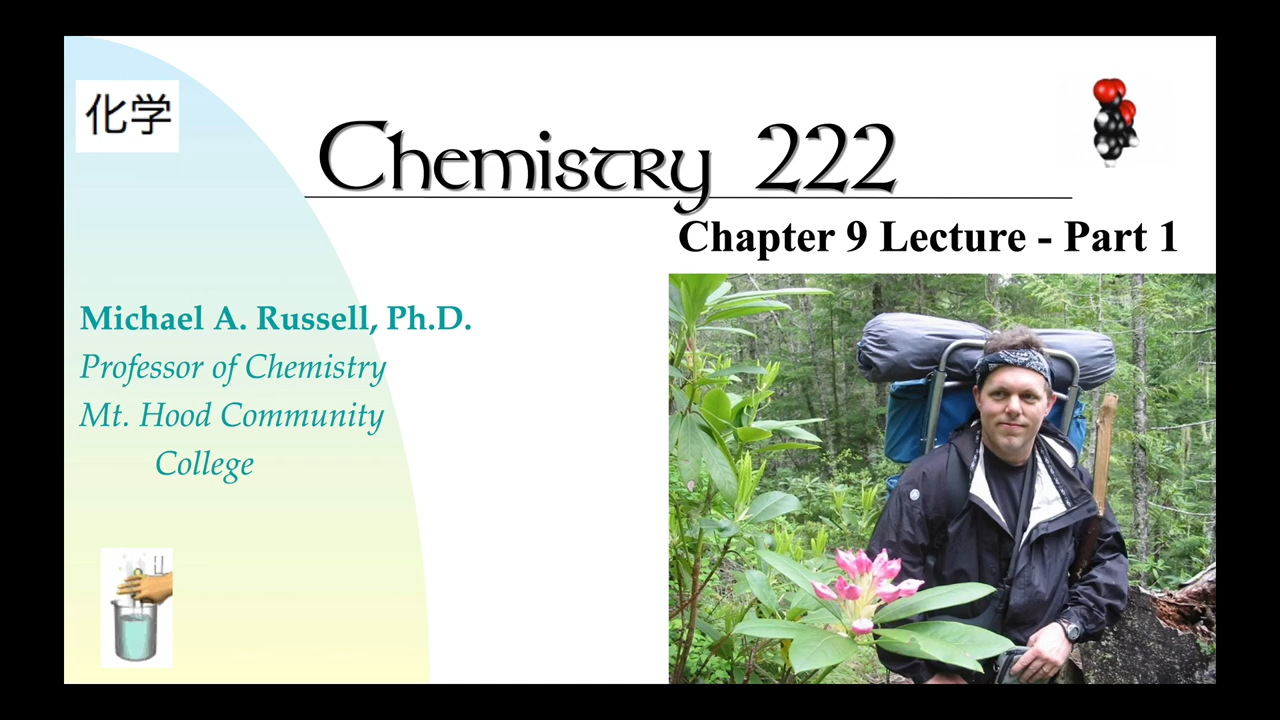 化学
Chemistry 222
Chapter 9 Lecture - Part 1
Michael A. Russell, Ph.D.
Professor of Chemistry
Mt. Hood Community
College